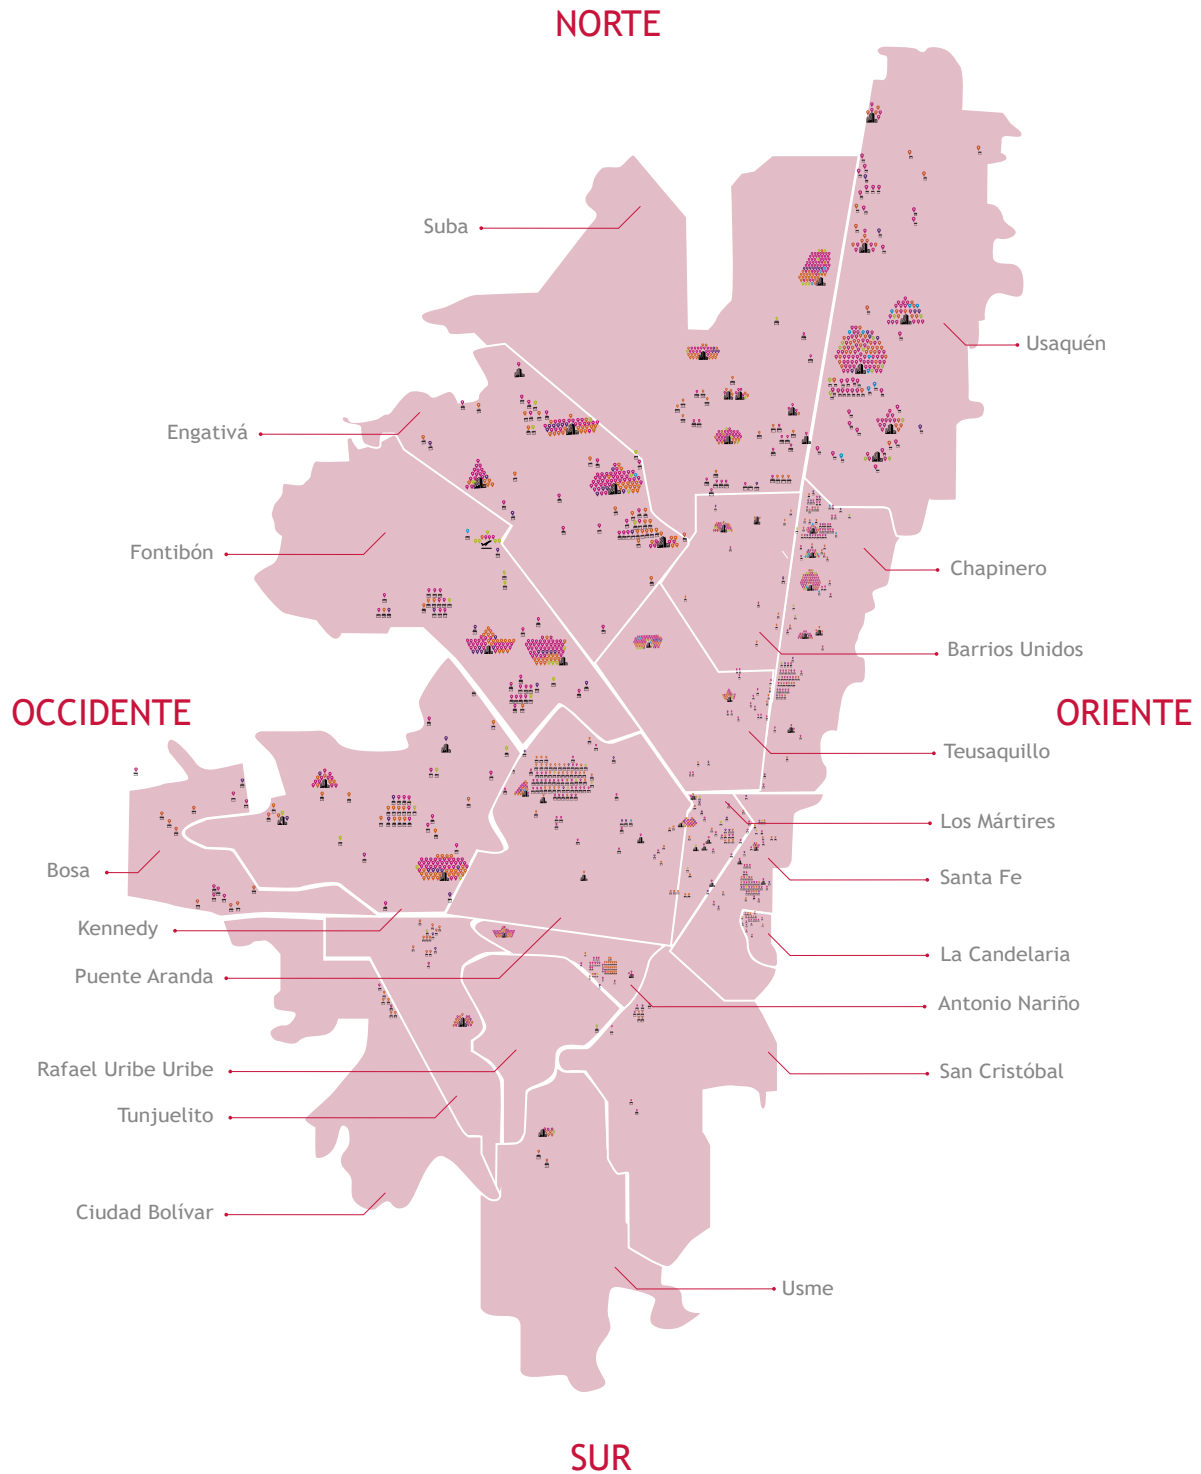 NORTE
Suba
Usaquén
Engativá
Fontibón
Chapinero
Barrios Unidos
OCCIDENTE
ORIENTE
Teusaquillo
Los Mártires
Bosa
Santa Fe
Kennedy
La Candelaria
Puente Aranda
Antonio Nariño
Rafael Uribe Uribe
San Cristóbal
Tunjuelito
Ciudad Bolívar
Usme
SUR